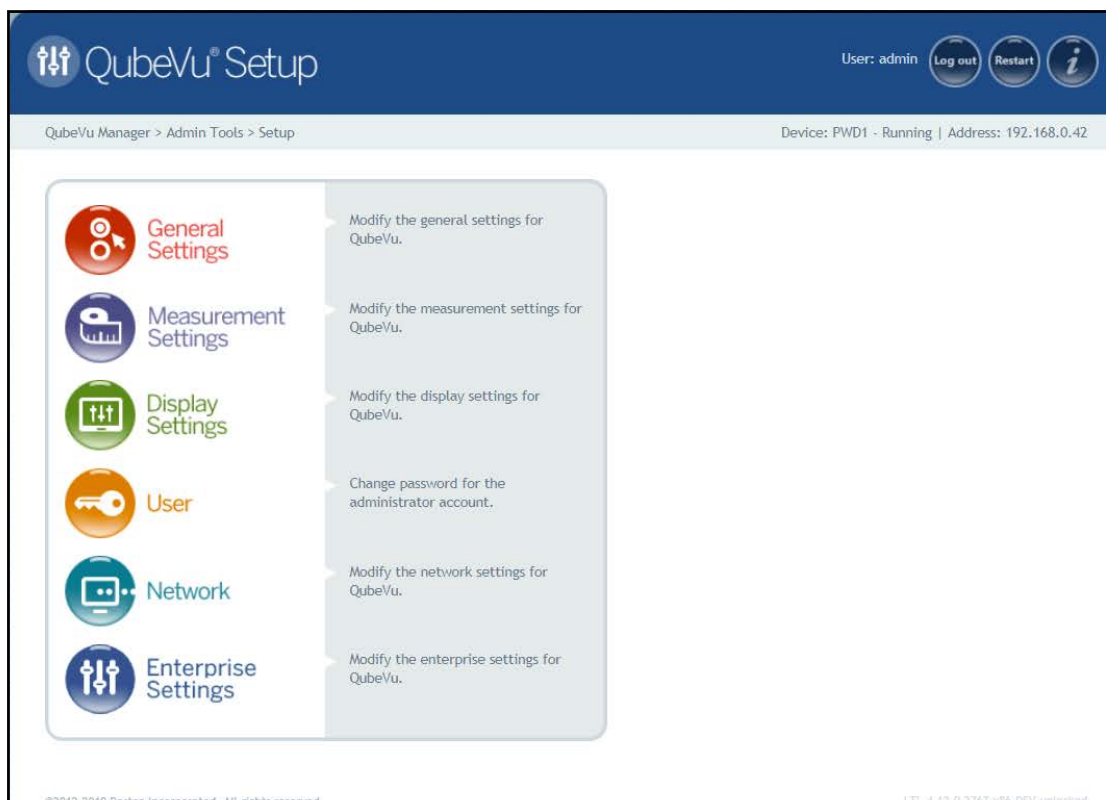 QubeVu® Setup
User: admin
Log out
Restart
i
QubeVu Manager > Admin Tools > Setup
Device: PWD1 - Running | Address: 192.168.0.42
General
Settings
Modify the general settings for
QubeVu.
Measurement
Settings
Modify the measurement settings for
QubeVu.
Display
Settings
Modify the display settings for
QubeVu.
User
Change password for the
administrator account.
Network
Modify the network settings for
QubeVu.
Enterprise
Settings
Modify the enterprise settings for
QubeVu.